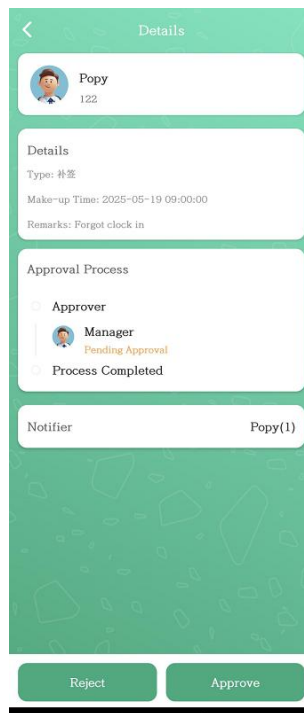 Details
Popy
122
Details
Type: 补签
Make-up Time: 2025-05-19 09:00:00
Remarks: Forgot clock in
Approval Process
Approver
Manager
Pending Approval
Process Completed
Notifier Popy(1)
Reject Approve